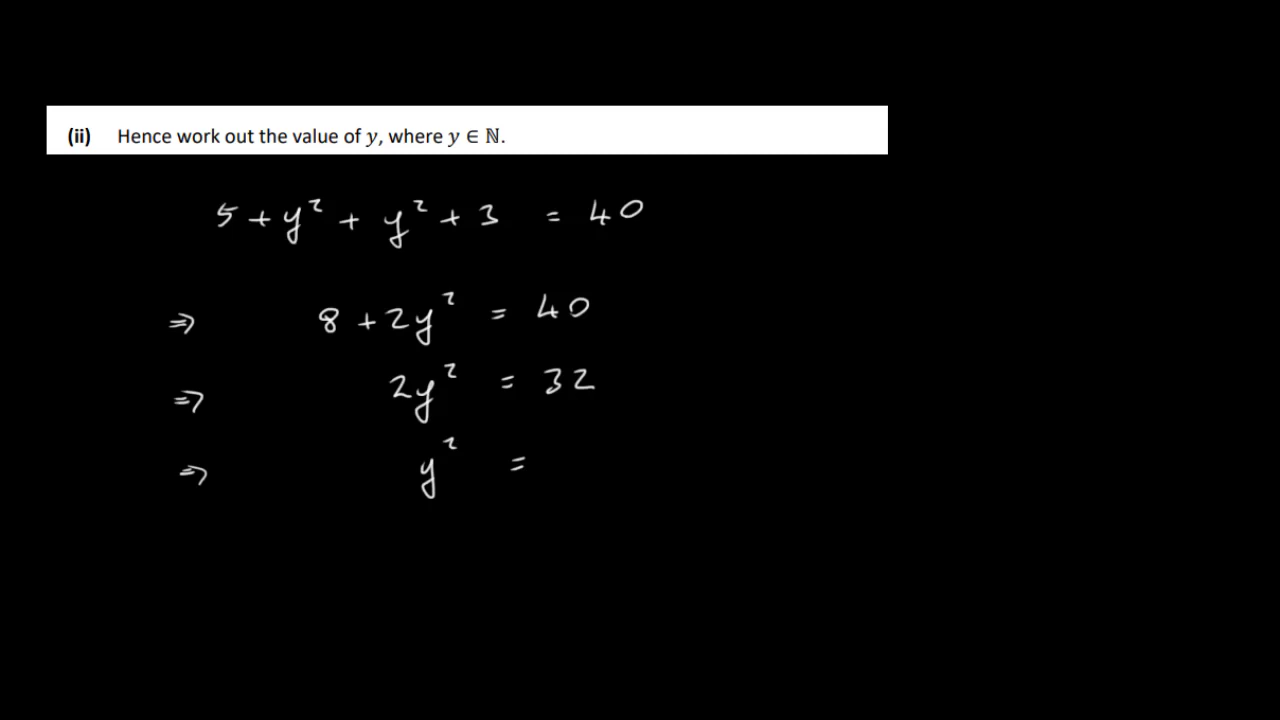 (ii) Hence work out the value of y, where y ∈ ℕ.
5 + y² + y² + 3 = 40
⇒ 8 + 2y² = 40
⇒ 2y² = 32
⇒ y² =